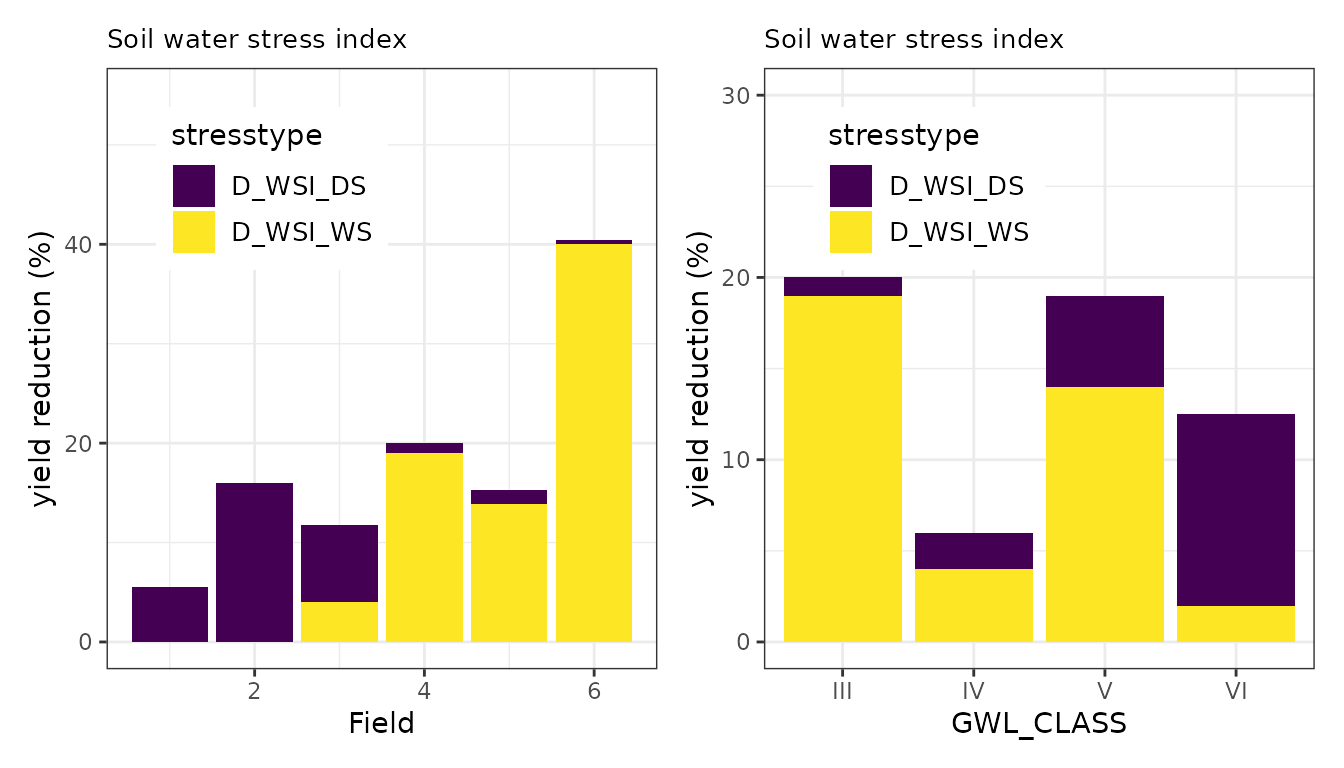 Soil water stress index
stresstype
D_WSI_DS
D_WSI_WS
yield reduction (%)
40
20
0
2 4 6
Field
Soil water stress index
stresstype
D_WSI_DS
D_WSI_WS
yield reduction (%)
30
20
10
0
III IV V VI
GWL_CLASS